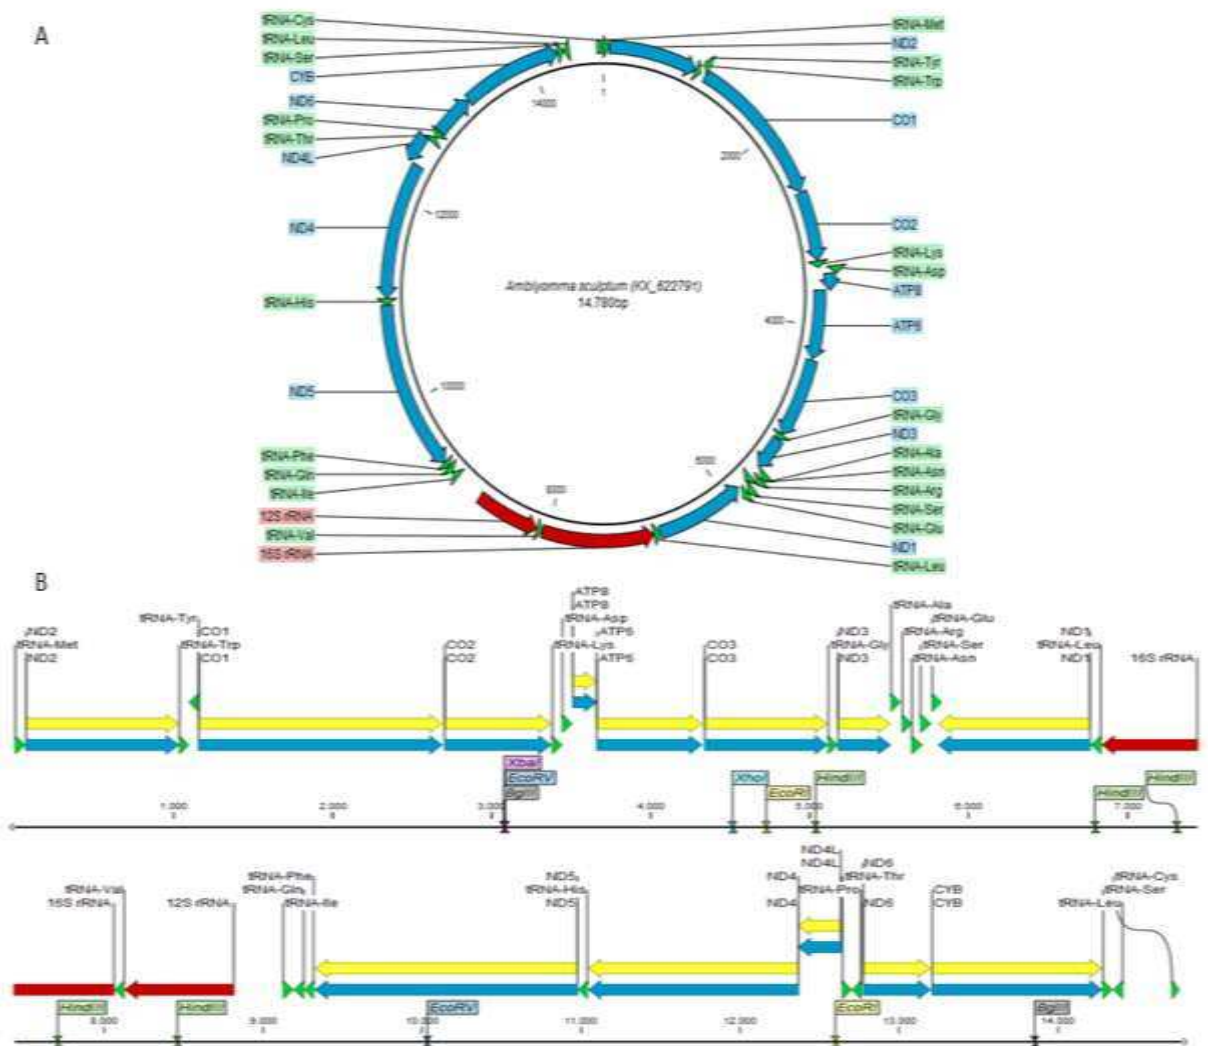 A
tRNA-Cys
tRNA-Leu
tRNA-Ser
CYB
ND6
tRNA-Pro
tRNA-Thr
ND4L
ND4
tRNA-His
ND5
tRNA-Phe
tRNA-Gln
tRNA-Ile
12S rRNA
tRNA-Val
16S rRNA
tRNA-Met
ND2
tRNA-Tyr
tRNA-Trp
CO1
CO2
tRNA-Lys
tRNA-Asp
ATP8
ATP6
CO3
tRNA-Gly
ND3
tRNA-Ala
tRNA-Asn
tRNA-Arg
tRNA-Ser
tRNA-Glu
ND1
tRNA-Leu
1
2000
4000
6000
8000
10000
12000
14000
Amblyomma sculptum (KX_622791)
14,780bp
B
ATP8
tRNA-Ala
ATP8
tRNA-Tyr
tRNA-Asp
tRNA-Glu
ND2
CO1
ATP6
ND3
tRNA-Arg
ND1
tRNA-Met
tRNA-Trp
CO2
tRNA-Lys
CO3
tRNA-Gly
tRNA-Ser
tRNA-Leu
ND2
CO1
CO2
ATP6
CO3
ND3
tRNA-Asn
ND1
16S rRNA
XbaI
EcoRV
XhoI
HindIII
HindIII
BglII
EcoRI
HindIII
1.000
2.000
3.000
4.000
5.000
6.000
7.000
ND4L
ND4L
ND6
tRNA-Phe
ND5
ND4
tRNA-Thr
tRNA-Cys
tRNA-Val
tRNA-Gln
tRNA-His
tRNA-Pro
CYB
tRNA-Ser
16S rRNA
12S rRNA
tRNA-Ile
ND5
ND4
ND6
CYB
tRNA-Leu
HindIII
HindIII
EcoRV
EcoRI
BglII
8.000
9.000
10.000
11.000
12.000
13.000
14.000